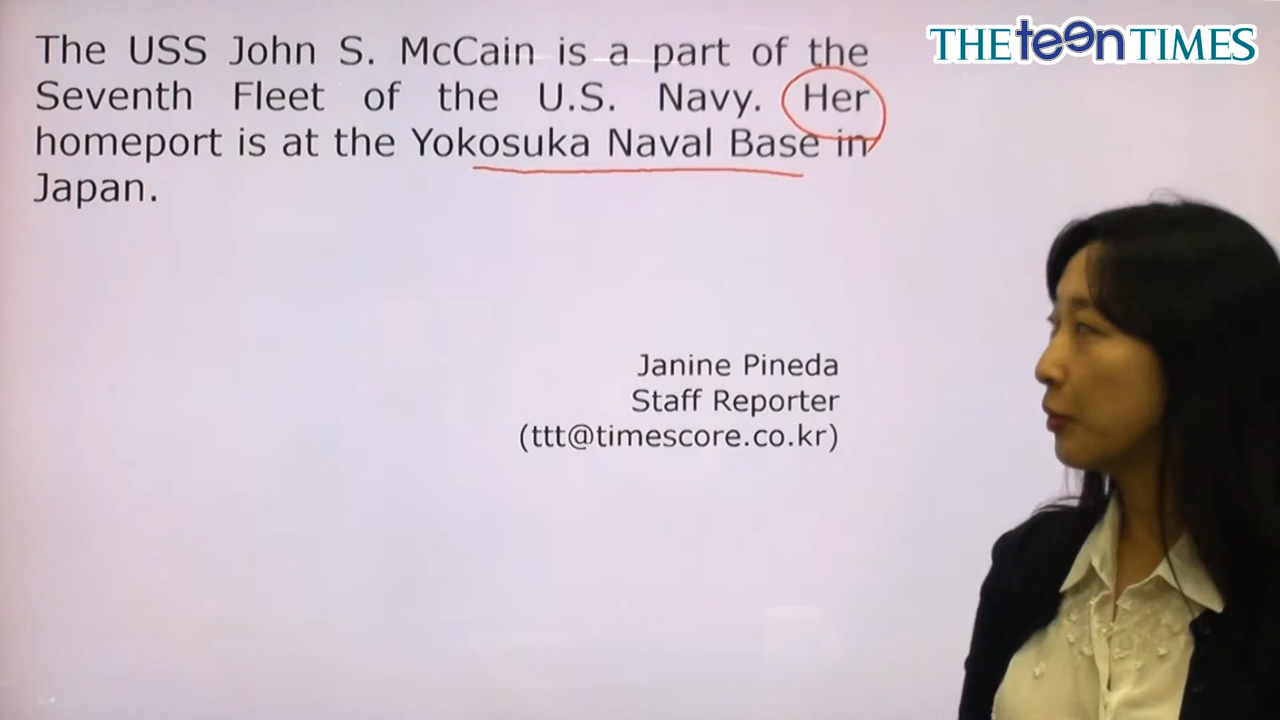 THE teen TIMES
The USS John S. McCain is a part of the
Seventh Fleet of the U.S. Navy. Her
homeport is at the Yokosuka Naval Base in
Japan.
Janine Pineda
Staff Reporter
(ttt@timescore.co.kr)